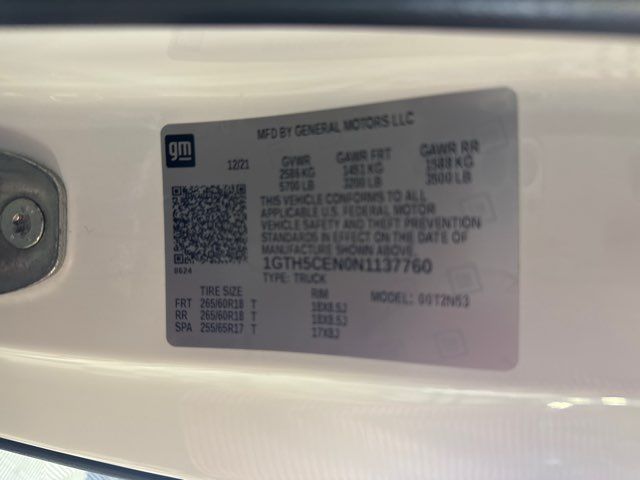 gm
MFD BY GENERAL MOTORS LLC
12/21 GVWR GAWR FRT GAWR RR
2586 KG 1451 KG 1588 KG
5700 LB 3200 LB 3500 LB
THIS VEHICLE CONFORMS TO ALL
APPLICABLE U.S. FEDERAL MOTOR
VEHICLE SAFETY AND THEFT PREVENTION
STANDARDS IN EFFECT ON THE DATE OF
MANUFACTURE SHOWN ABOVE.
0624
1GTH5CEN0N1137760
TYPE: TRUCK
TIRE SIZE RIM MODEL:
FRT 265/60R18 T 18X8.5J
RR 265/60R18 T 18X8.5J
SPA 255/65R17 T 17X8J